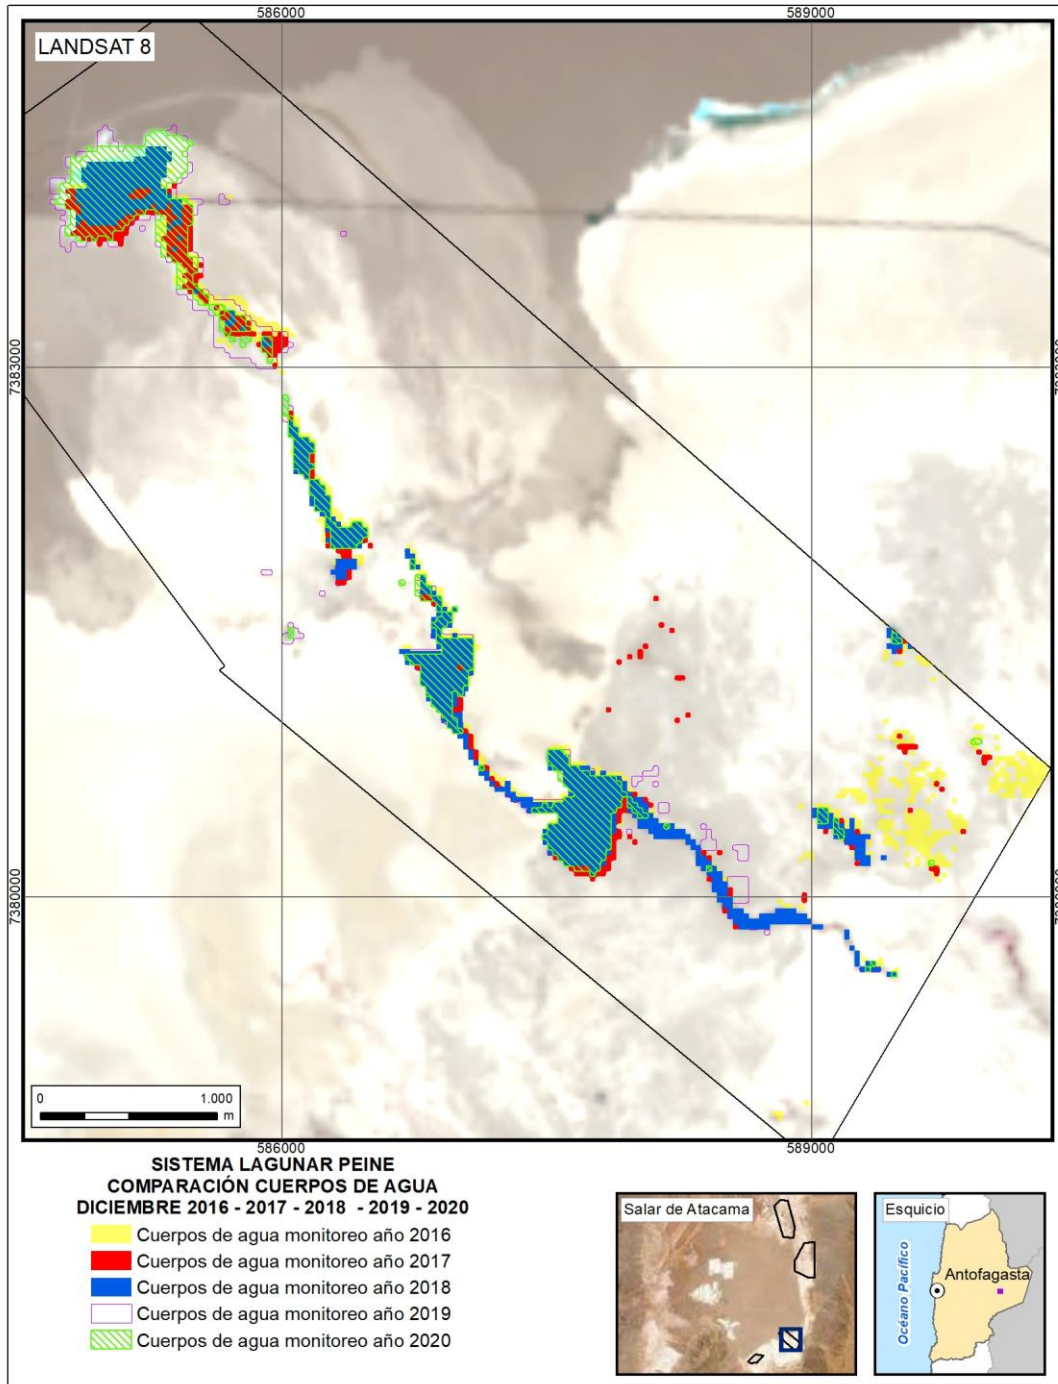 586000
589000
LANDSAT 8
7383000
7380000
0
1.000
m
586000
589000
SISTEMA LAGUNAR PEINE
COMPARACIÓN CUERPOS DE AGUA
DICIEMBRE 2016 - 2017 - 2018 - 2019 - 2020
Cuerpos de agua monitoreo año 2016
Cuerpos de agua monitoreo año 2017
Cuerpos de agua monitoreo año 2018
Cuerpos de agua monitoreo año 2019
Cuerpos de agua monitoreo año 2020
Salar de Atacama
Esquicio
Océano Pacífico
Antofagasta